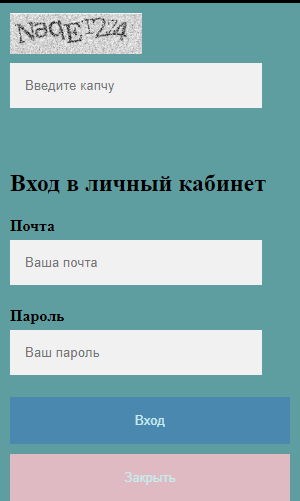 Введите капчу
Вход в личный кабинет
Почта
Ваша почта
Пароль
Ваш пароль
Вход
Закрыть